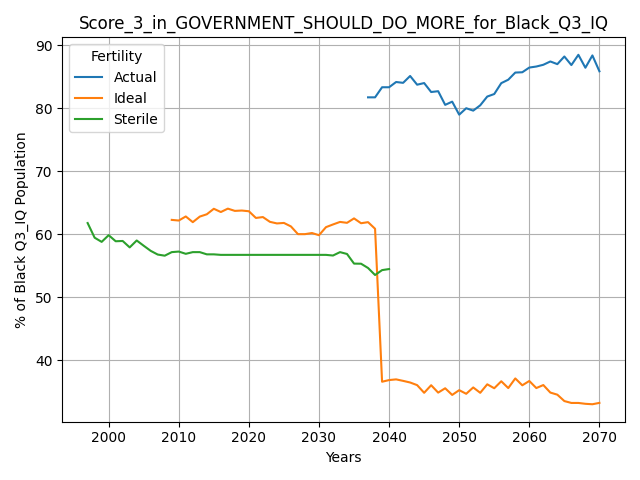 Score_3_in_GOVERNMENT_SHOULD_DO_MORE_for_Black_Q3_IQ
Fertility
Actual
Ideal
Sterile
% of Black Q3_IQ Population
90
80
70
60
50
40
2000 2010 2020 2030 2040 2050 2060 2070
Years